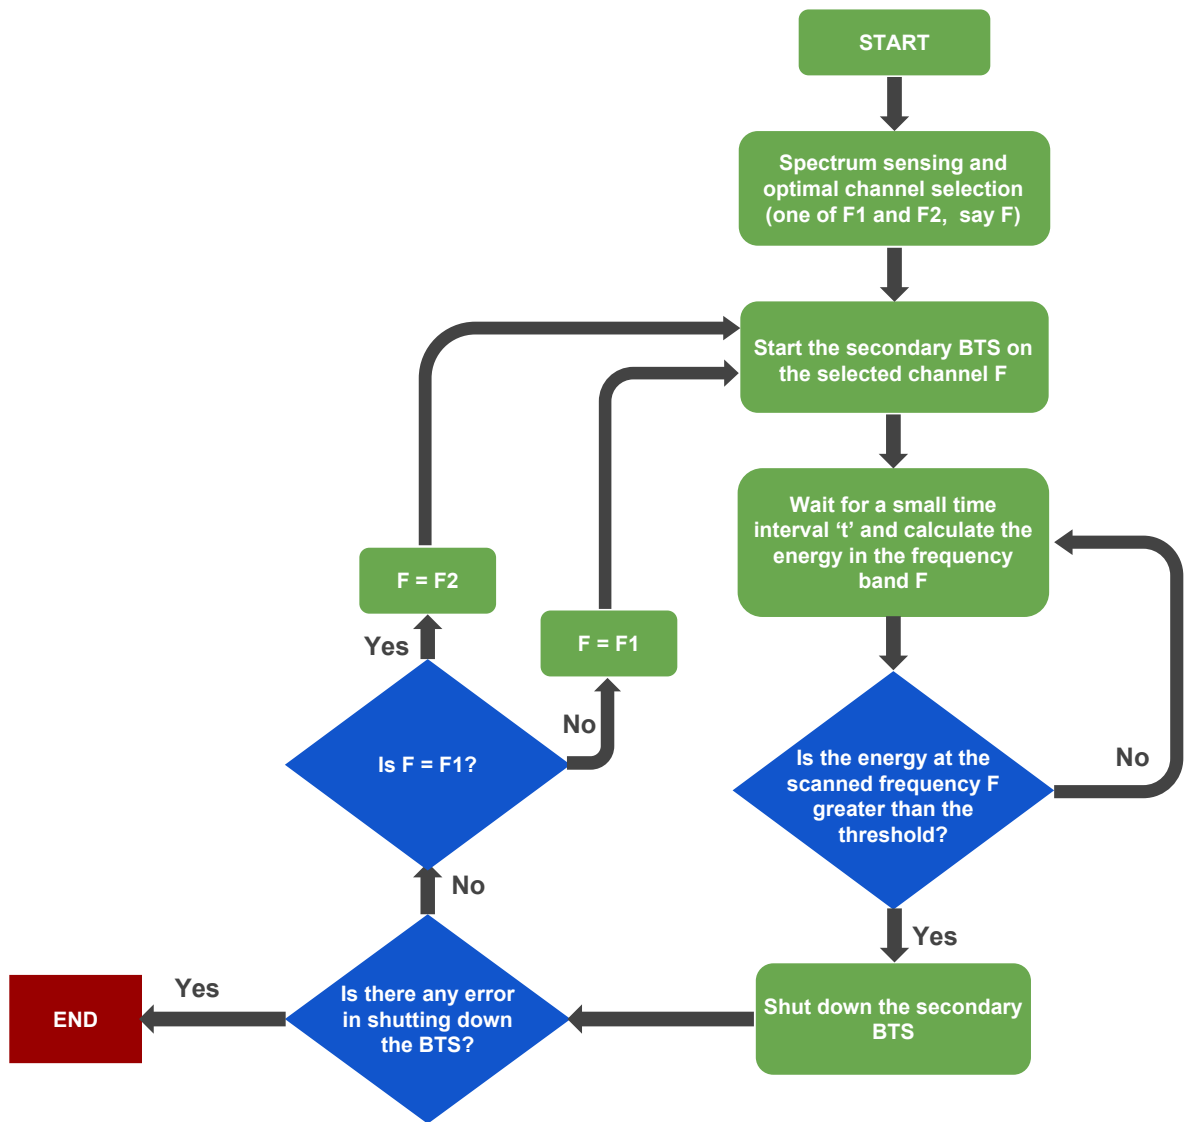 START
Spectrum sensing and
optimal channel selection
(one of F1 and F2,  say F)
Start the secondary BTS on
the selected channel F
Wait for a small time
interval ‘t’ and calculate the
energy in the frequency
band F
F = F2
F = F1
Yes
No
Is F = F1?
Is the energy at the
scanned frequency F
greater than the
threshold?
No
No
Yes
Shut down the secondary
BTS
Is there any error
in shutting down
the BTS?
Yes
END